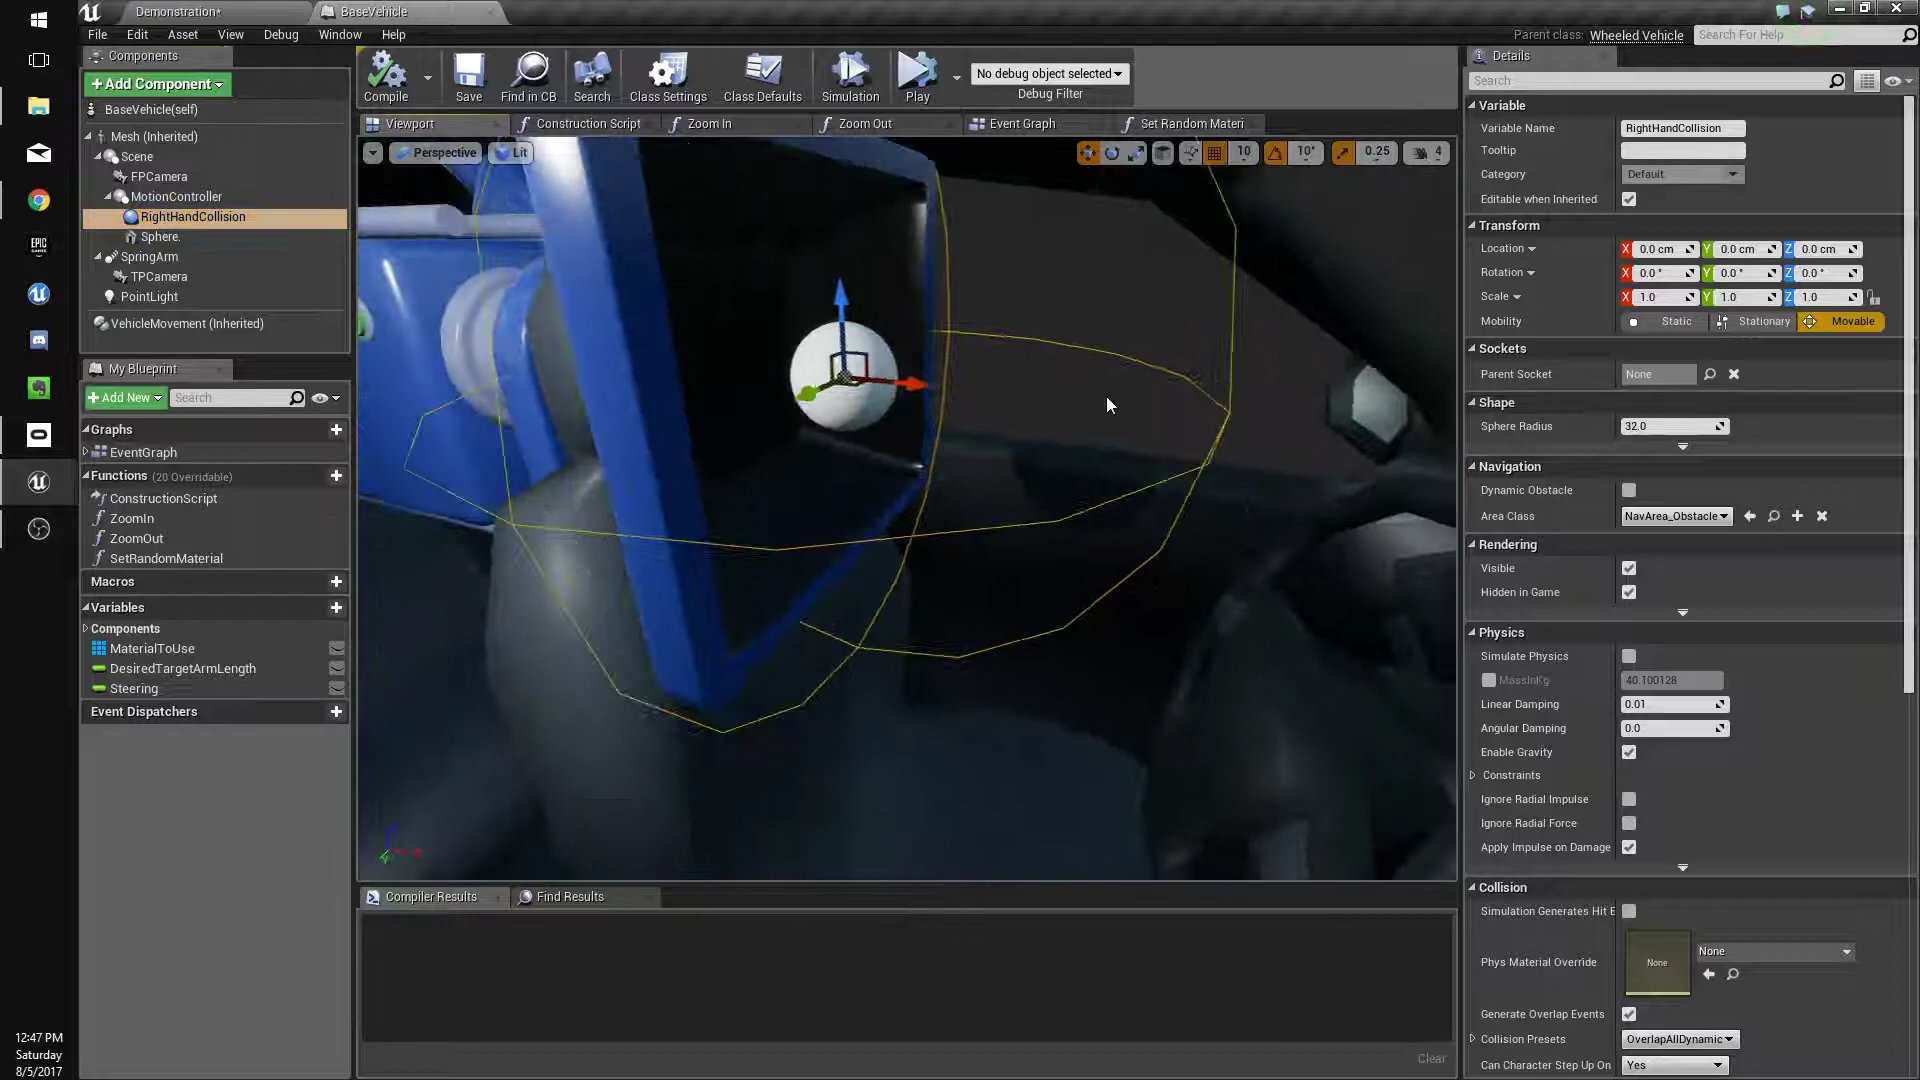 Demonstration*
BaseVehicle
File Edit Asset View Debug Window Help
Parent class: Wheeled Vehicle
Search For Help
Components
+Add Component
BaseVehicle(self)
Mesh (Inherited)
Scene
FPCamera
MotionController
RightHandCollision
Sphere.
SpringArm
TPCamera
PointLight
VehicleMovement (Inherited)
My Blueprint
+Add New
Search
Graphs
EventGraph
Functions (20 Overridable)
ConstructionScript
ZoomIn
ZoomOut
SetRandomMaterial
Macros
Variables
Components
MaterialToUse
DesiredTargetArmLength
Steering
Event Dispatchers
Compile Save Find in CB Search Class Settings Class Defaults Simulation Play
No debug object selected
Debug Filter
Viewport Construction Script Zoom In Zoom Out Event Graph Set Random Materi
Perspective Lit
10 10° 0.25 4
Compiler Results Find Results
Clear
Details
Search
Variable
Variable Name RightHandCollision
Tooltip
Category Default
Editable when Inherited
Transform
Location X 0.0 cm Y 0.0 cm Z 0.0 cm
Rotation X 0.0 ° Y 0.0 ° Z 0.0 °
Scale X 1.0 Y 1.0 Z 1.0
Mobility Static Stationary Movable
Sockets
Parent Socket None
Shape
Sphere Radius 32.0
Navigation
Dynamic Obstacle
Area Class NavArea_Obstacle
Rendering
Visible
Hidden in Game
Physics
Simulate Physics
MassInKg 40.100128
Linear Damping 0.01
Angular Damping 0.0
Enable Gravity
Constraints
Ignore Radial Impulse
Ignore Radial Force
Apply Impulse on Damage
Collision
Simulation Generates Hit E
Phys Material Override None None
Generate Overlap Events
Collision Presets OverlapAllDynamic
Can Character Step Up On Yes
EPIC
GAMES
12:47 PM
Saturday
8/5/2017